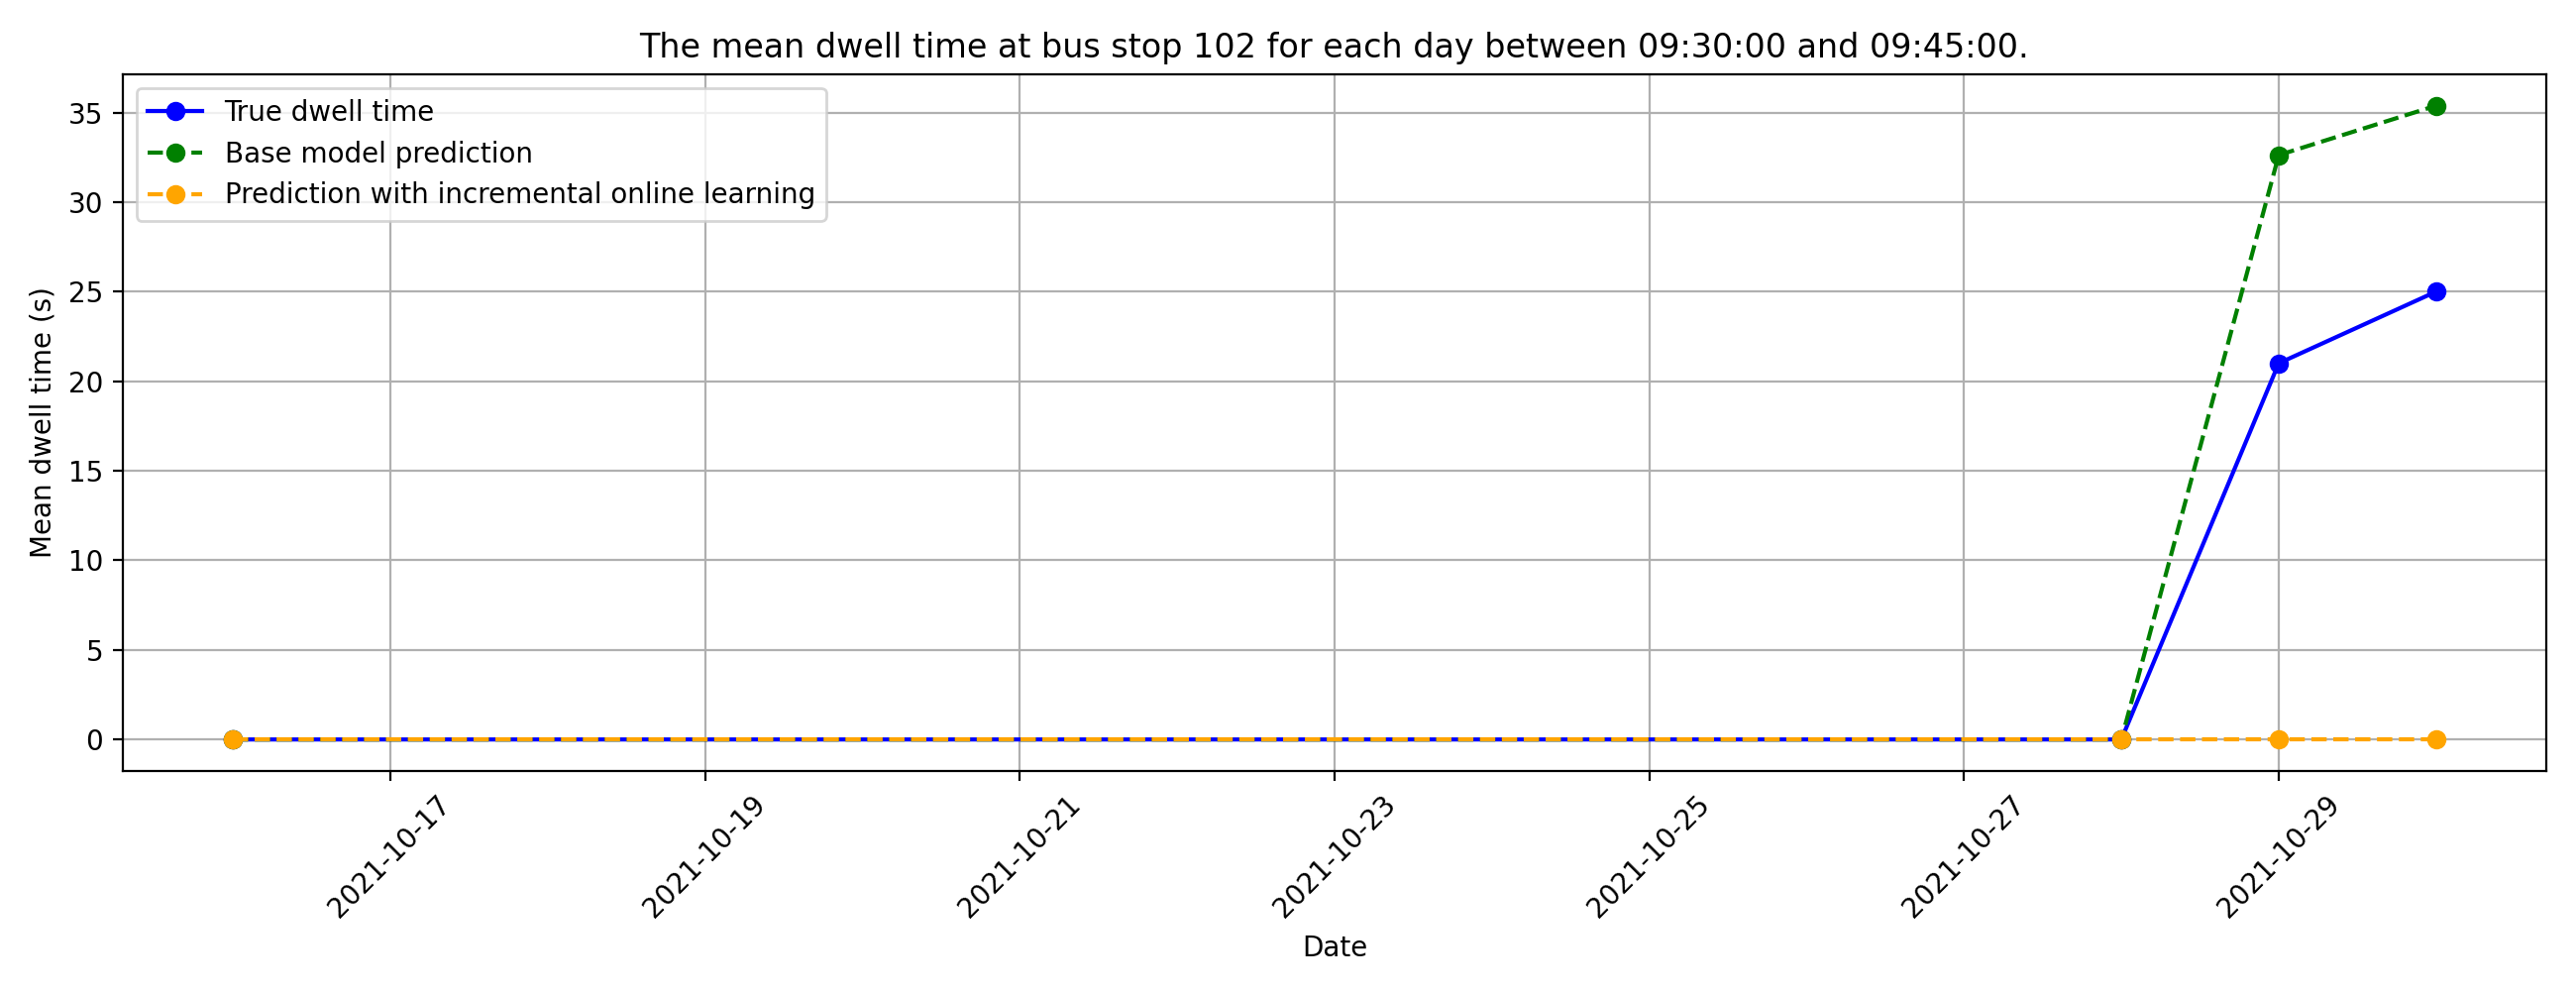 The mean dwell time at bus stop 102 for each day between 09:30:00 and 09:45:00.
True dwell time
Base model prediction
Prediction with incremental online learning
Mean dwell time (s)
35
30
25
20
15
10
5
0
2021-10-17
2021-10-19
2021-10-21
2021-10-23
2021-10-25
2021-10-27
2021-10-29
Date